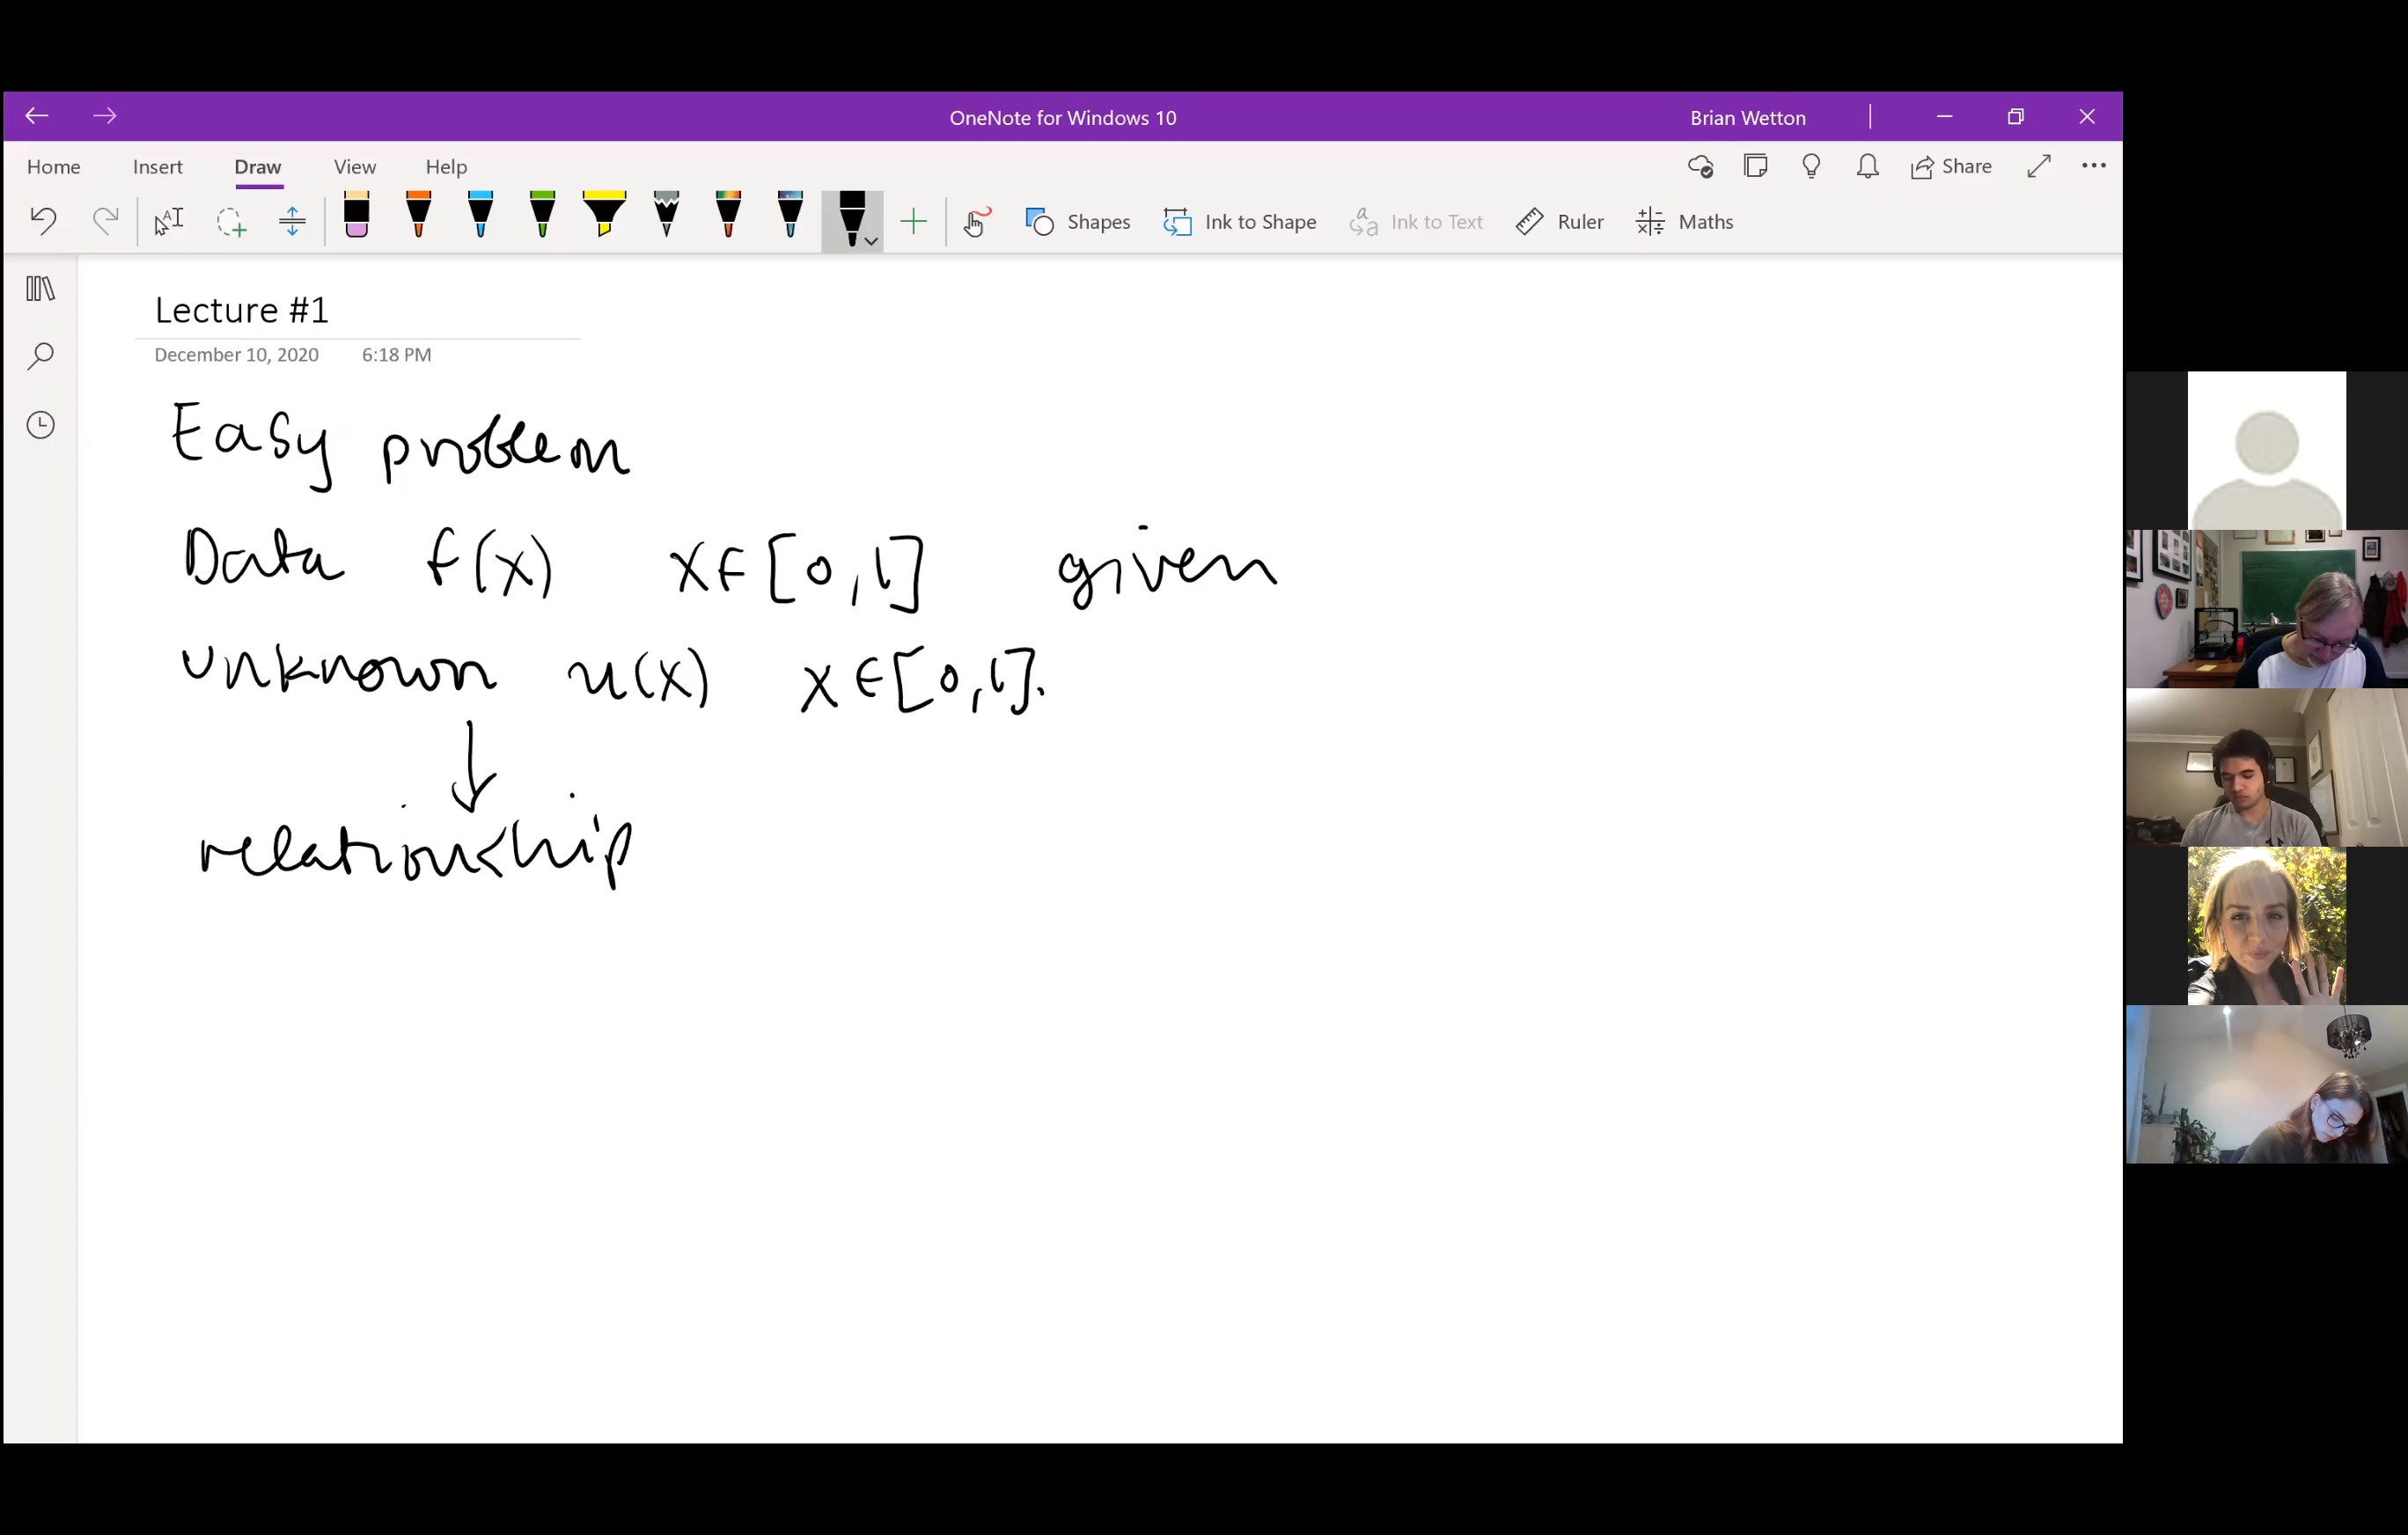 OneNote for Windows 10
Brian Wetton
Home Insert Draw View Help
Share
Shapes Ink to Shape Ink to Text Ruler Maths
Lecture #1
December 10, 2020 6:18 PM
Easy problem
Data f(x) x∈[0,1] given
unknown u(x) x∈[0,1].
↓
relationship